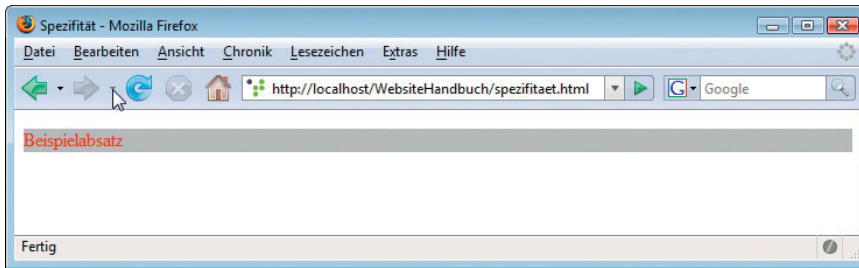 Spezifität - Mozilla Firefox
Datei Bearbeiten Ansicht Chronik Lesezeichen Extras Hilfe
http://localhost/WebsiteHandbuch/spezifitaet.html G Google
Beispielabsatz
Fertig